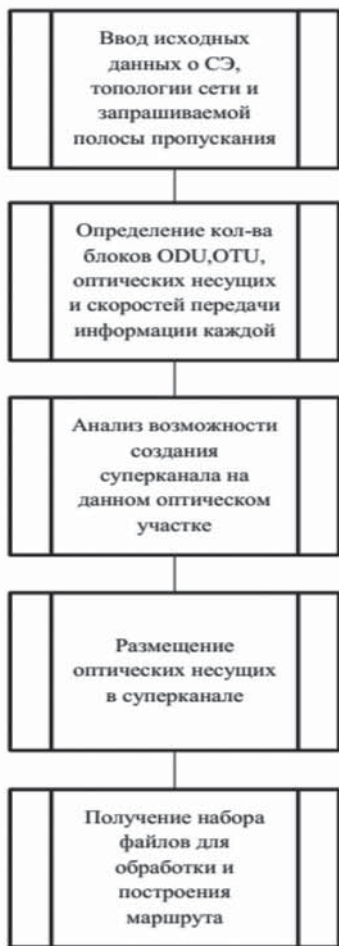 Ввод исходных
данных о СЭ,
топологии сети и
запрашиваемой
полосы пропускания
Определение кол-ва
блоков ODU,OTU,
оптических несущих
и скоростей передачи
информации каждой
Анализ возможности
создания
суперканала на
данном оптическом
участке
Размещение
оптических несущих
в суперканале
Получение набора
файлов для
обработки и
построения
маршрута